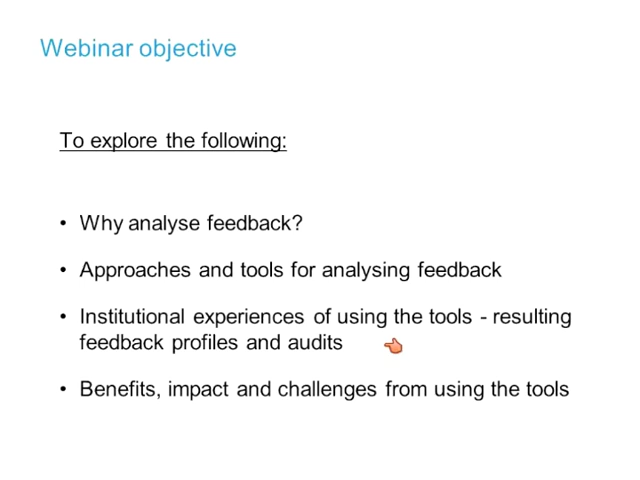 Webinar objective
To explore the following:
• Why analyse feedback?
• Approaches and tools for analysing feedback
• Institutional experiences of using the tools - resulting
feedback profiles and audits
• Benefits, impact and challenges from using the tools